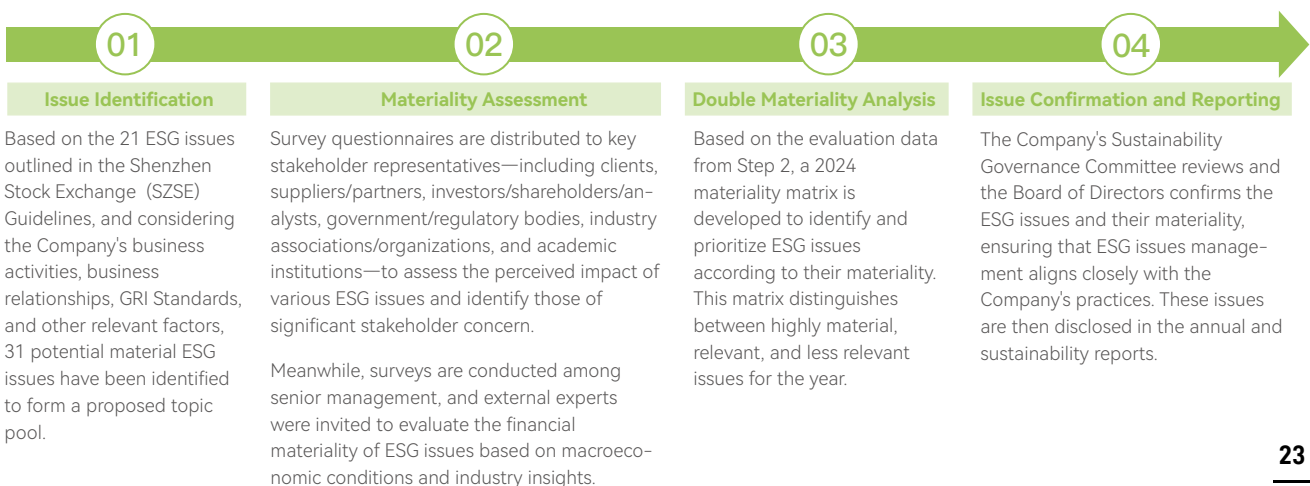 01
02
03
04
Issue Identification
Based on the 21 ESG issues
outlined in the Shenzhen
Stock Exchange (SZSE)
Guidelines, and considering
the Company's business
activities, business
relationships, GRI Standards,
and other relevant factors,
31 potential material ESG
issues have been identified
to form a proposed topic
pool.
Materiality Assessment
Survey questionnaires are distributed to key
stakeholder representatives—including clients,
suppliers/partners, investors/shareholders/an-
alysts, government/regulatory bodies, industry
associations/organizations, and academic
institutions—to assess the perceived impact of
various ESG issues and identify those of
significant stakeholder concern.
Meanwhile, surveys are conducted among
senior management, and external experts
were invited to evaluate the financial
materiality of ESG issues based on macroeco-
nomic conditions and industry insights.
Double Materiality Analysis
Based on the evaluation data
from Step 2, a 2024
materiality matrix is
developed to identify and
prioritize ESG issues
according to their materiality.
This matrix distinguishes
between highly material,
relevant, and less relevant
issues for the year.
Issue Confirmation and Reporting
The Company's Sustainability
Governance Committee reviews and
the Board of Directors confirms the
ESG issues and their materiality,
ensuring that ESG issues manage-
ment aligns closely with the
Company's practices. These issues
are then disclosed in the annual and
sustainability reports.
23